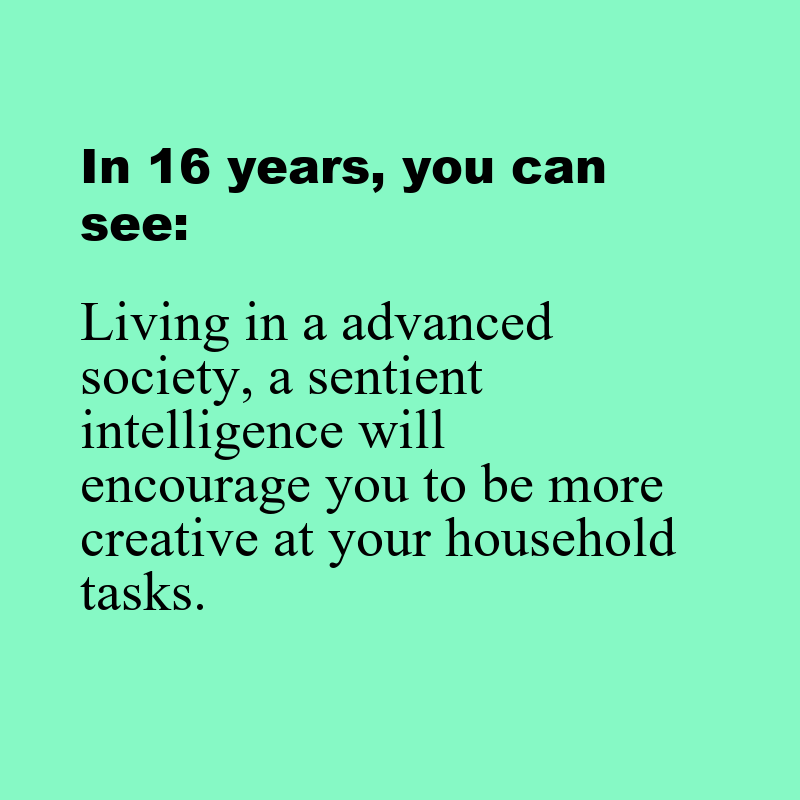 In 16 years, you can
see:
Living in a advanced
society, a sentient
intelligence will
encourage you to be more
creative at your household
tasks.